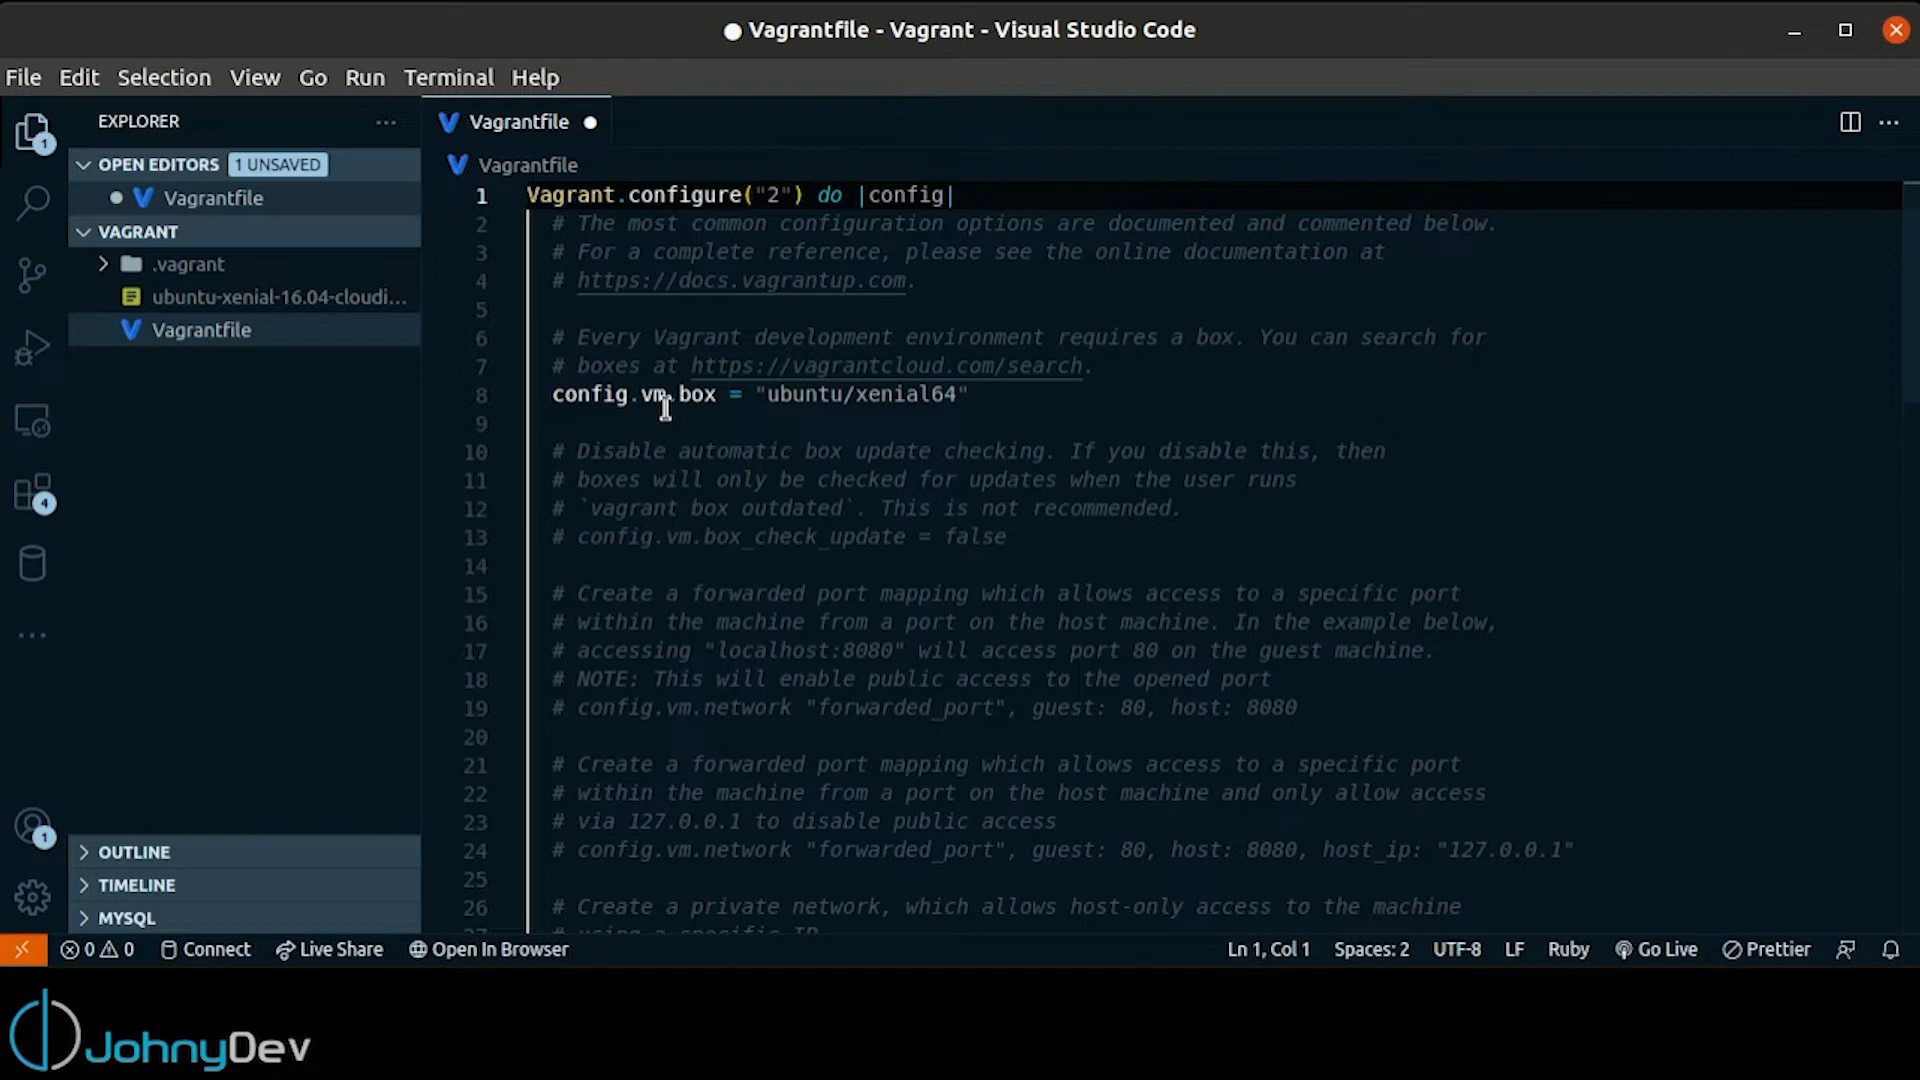 Vagrantfile - Vagrant - Visual Studio Code
File Edit Selection View Go Run Terminal Help
EXPLORER
OPEN EDITORS 1 UNSAVED
Vagrantfile
VAGRANT
.vagrant
ubuntu-xenial-16.04-cloudi...
Vagrantfile
OUTLINE
TIMELINE
MYSQL
1
4
1
Vagrantfile
Vagrantfile
1 Vagrant.configure("2") do |config|
2 # The most common configuration options are documented and commented below.
3 # For a complete reference, please see the online documentation at
4 # https://docs.vagrantup.com.
5
6 # Every Vagrant development environment requires a box. You can search for
7 # boxes at https://vagrantcloud.com/search.
8 config.vm.box = "ubuntu/xenial64"
9
10 # Disable automatic box update checking. If you disable this, then
11 # boxes will only be checked for updates when the user runs
12 # `vagrant box outdated`. This is not recommended.
13 # config.vm.box_check_update = false
14
15 # Create a forwarded port mapping which allows access to a specific port
16 # within the machine from a port on the host machine. In the example below,
17 # accessing "localhost:8080" will access port 80 on the guest machine.
18 # NOTE: This will enable public access to the opened port
19 # config.vm.network "forwarded_port", guest: 80, host: 8080
20
21 # Create a forwarded port mapping which allows access to a specific port
22 # within the machine from a port on the host machine and only allow access
23 # via 127.0.0.1 to disable public access
24 # config.vm.network "forwarded_port", guest: 80, host: 8080, host_ip: "127.0.0.1"
25
26 # Create a private network, which allows host-only access to the machine
27 # using a specific IP
0 0 Connect Live Share Open In Browser Ln 1, Col 1 Spaces: 2 UTF-8 LF Ruby Go Live Prettier
JohnyDev